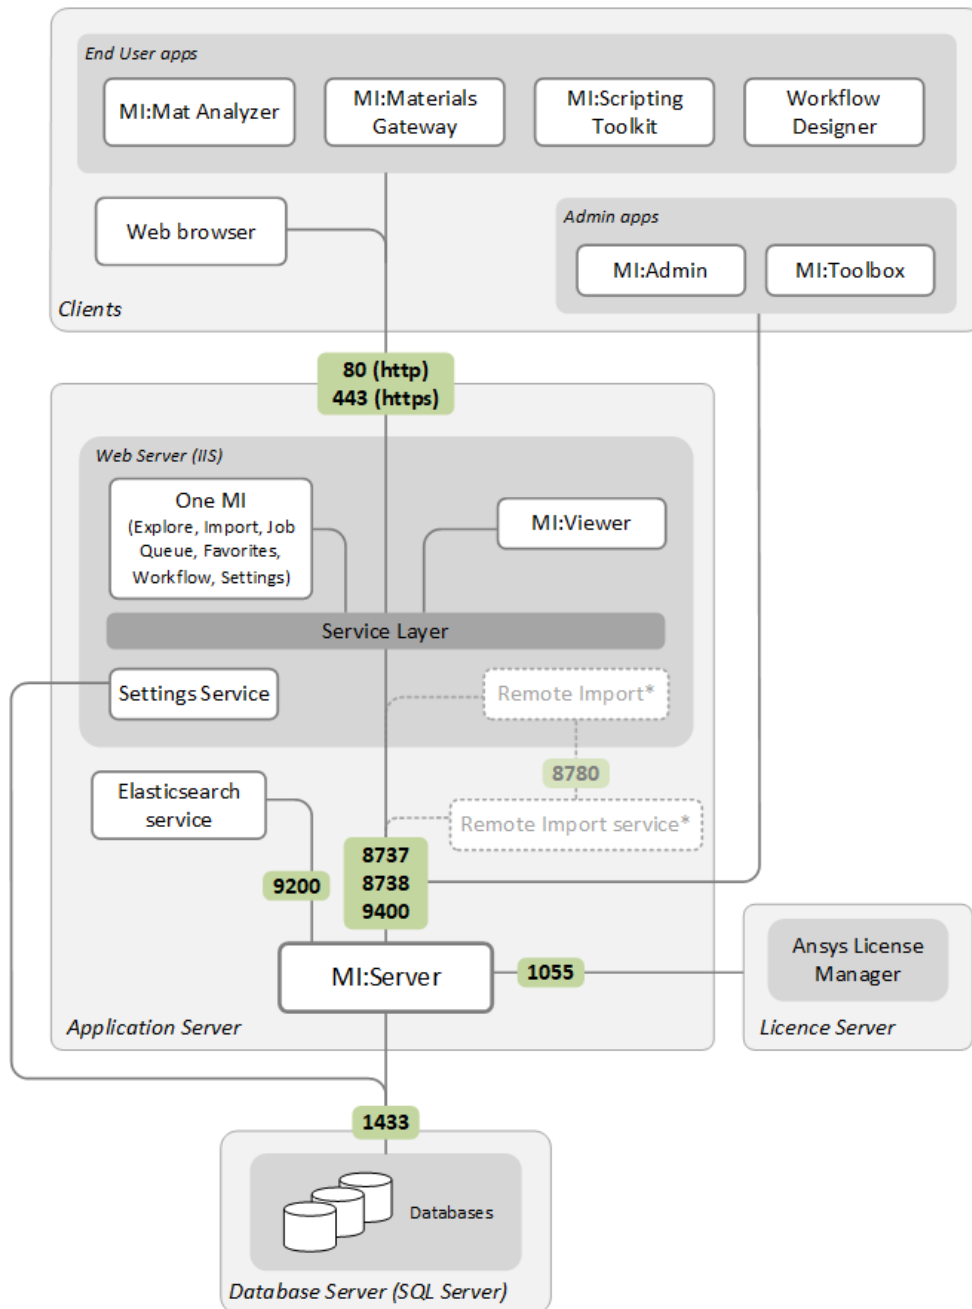 End User apps
MI:Mat Analyzer
MI:Materials
Gateway
MI:Scripting
Toolkit
Workflow
Designer
Web browser
Admin apps
MI:Admin
MI:Toolbox
Clients
80 (http)
443 (https)
Web Server (IIS)
One MI
(Explore, Import, Job
Queue, Favorites,
Workflow, Settings)
MI:Viewer
Service Layer
Settings Service
Remote Import*
8780
Elasticsearch
service
Remote Import service*
8737
8738
9400
9200
MI:Server
1055
Ansys License
Manager
Application Server
Licence Server
1433
Databases
Database Server (SQL Server)